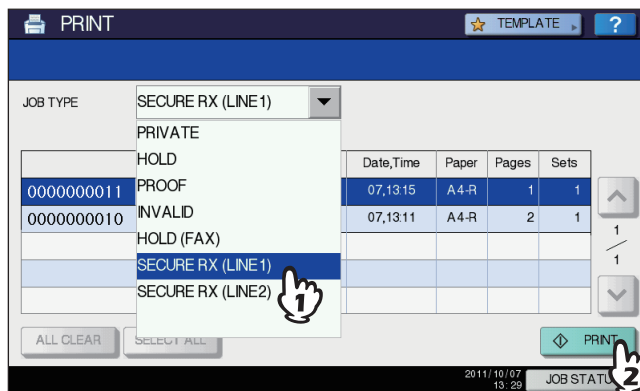 PRINT
TEMPLATE
?
JOB TYPE
SECURE RX (LINE1)
PRIVATE
HOLD
PROOF
INVALID
HOLD (FAX)
SECURE RX (LINE1)
SECURE RX (LINE2)
Date,Time Paper Pages Sets
0000000011 07,13:15 A4-R 1 1
0000000010 07,13:11 A4-R 2 1
1
1
1
ALL CLEAR SELECT ALL PRINT
2
2011/10/07
13:29
JOB STATU